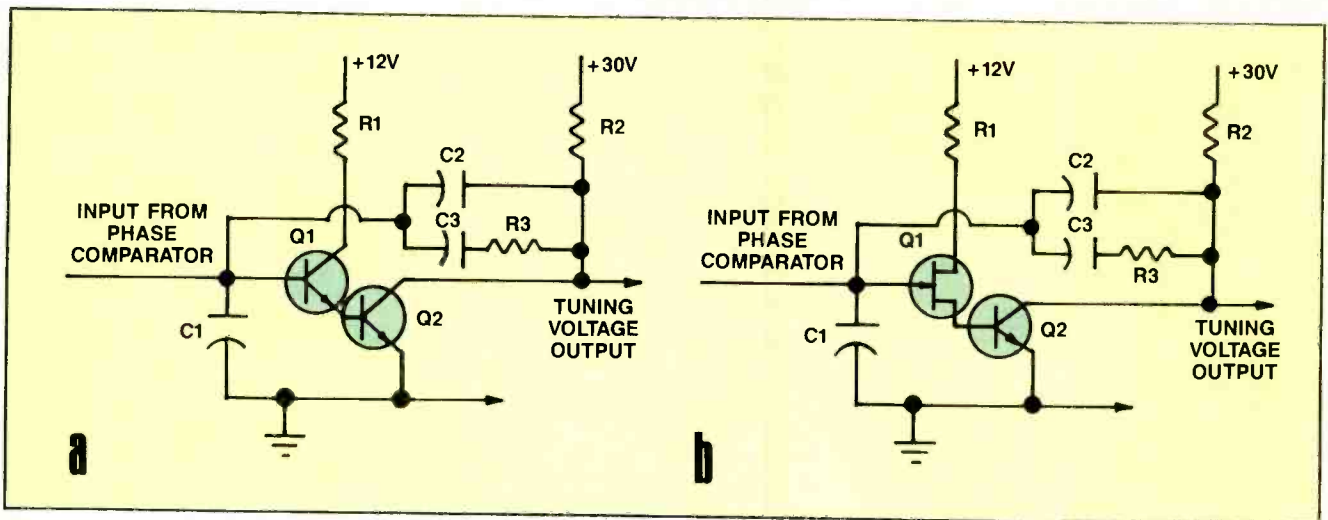 +12V
R1
+30V
R2
C2
C3
R3
INPUT FROM
PHASE
COMPARATOR
Q1
Q2
C1
TUNING
VOLTAGE
OUTPUT
a
+12V
R1
+30V
R2
C2
C3
R3
INPUT FROM
PHASE
COMPARATOR
Q1
Q2
C1
TUNING
VOLTAGE
OUTPUT
b